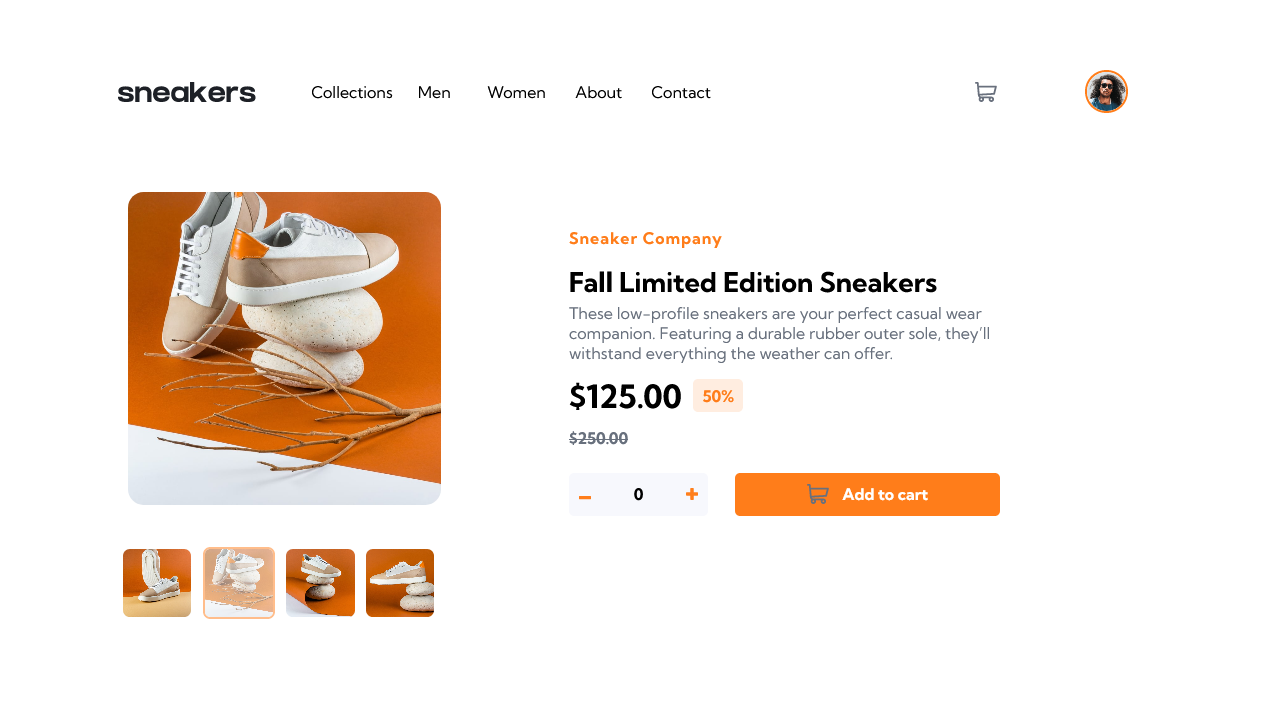 sneakers Collections Men Women About Contact
Sneaker Company
Fall Limited Edition Sneakers
These low-profile sneakers are your perfect casual wear
companion. Featuring a durable rubber outer sole, they’ll
withstand everything the weather can offer.
$125.00 50%
$250.00
– 0 + Add to cart